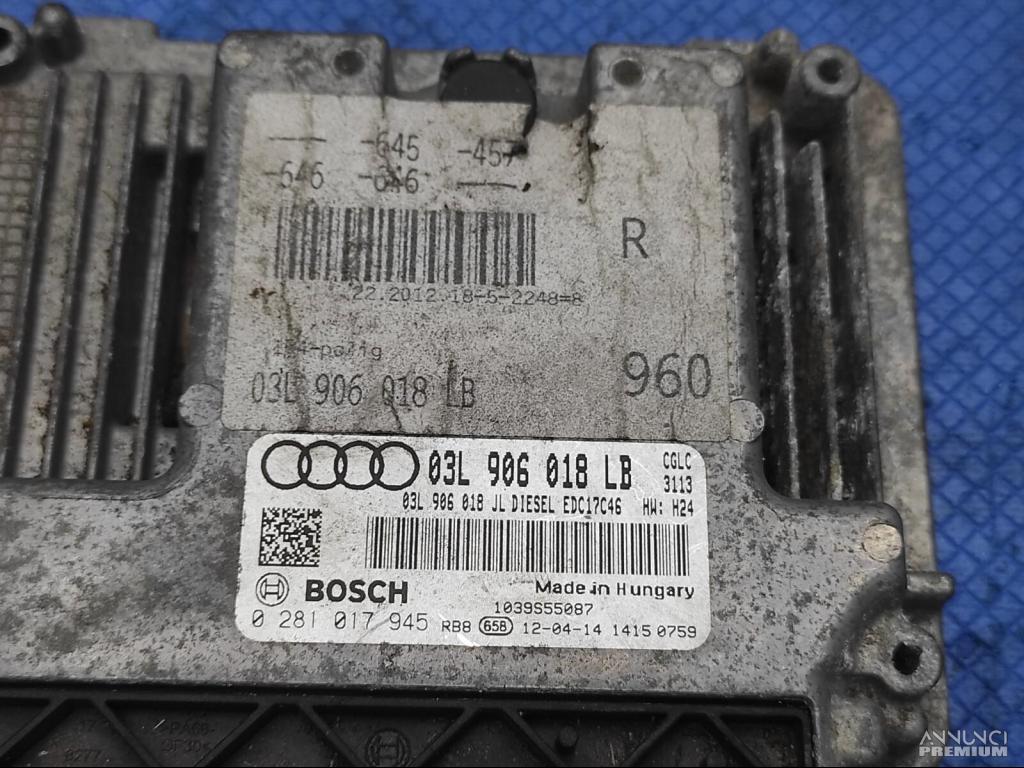 -645 -457
-646 -646
R
22.2012 18-5-2248=8
960
03L 906 018 LB
03L 906 018 LB
CGLC
3113
03L 906 018 JL DIESEL EDC17C46 HW: H24
BOSCH
Made in Hungary
1039S55087
0 281 017 945 RB8 65B 12-04-14 1415 0759
8277
ANNUNCI
PREMIUM